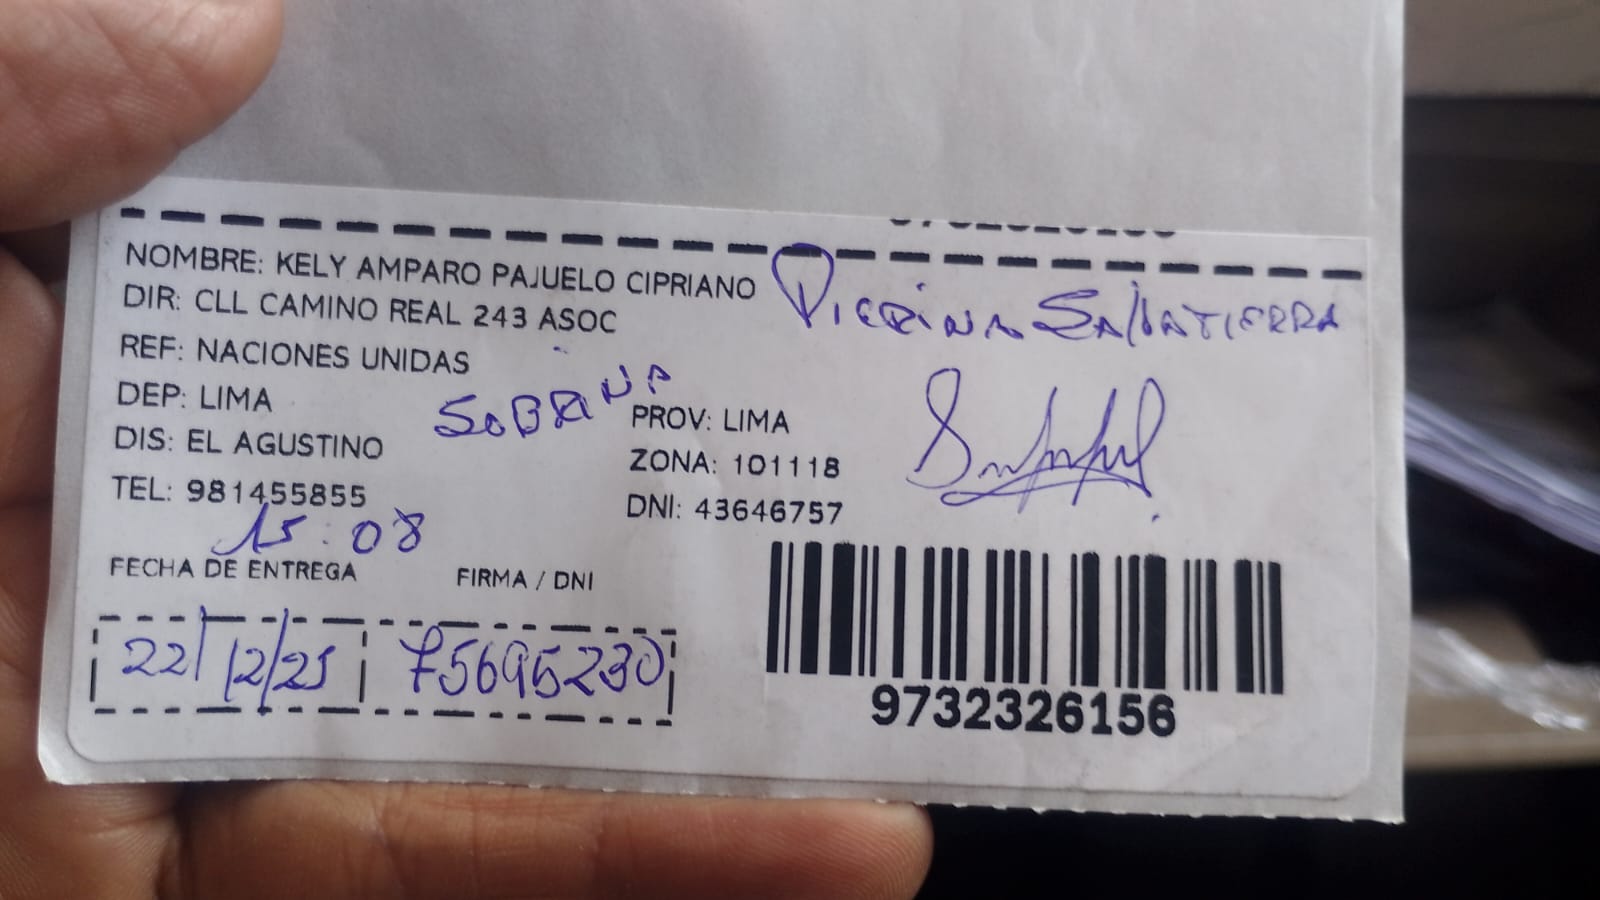 NOMBRE: KELY AMPARO PAJUELO CIPRIANO
PIERINA SALVATIERRA
DIR: CLL CAMINO REAL 243 ASOC
REF: NACIONES UNIDAS
SOBRINA
DEP: LIMA
PROV: LIMA
DIS: EL AGUSTINO
ZONA: 101118
TEL: 981455855
DNI: 43646757
15:08
FECHA DE ENTREGA
FIRMA / DNI
22/12/25
75695230
9732326156